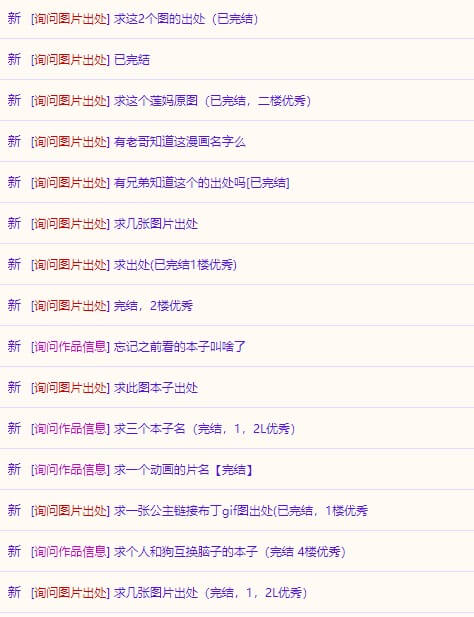 新 [询问图片出处] 求这2个图的出处（已完结）
新 [询问图片出处] 已完结
新 [询问图片出处] 求这个莲妈原图（已完结，二楼优秀）
新 [询问图片出处] 有老哥知道这漫画名字么
新 [询问图片出处] 有兄弟知道这个的出处吗[已完结]
新 [询问图片出处] 求几张图片出处
新 [询问图片出处] 求出处(已完结1楼优秀)
新 [询问图片出处] 完结，2楼优秀
新 [询问作品信息] 忘记之前看的本子叫啥了
新 [询问图片出处] 求此图本子出处
新 [询问作品信息] 求三个本子名（完结，1，2L优秀）
新 [询问作品信息] 求一个动画的片名【完结】
新 [询问图片出处] 求一张公主链接布丁gif图出处(已完结，1楼优秀
新 [询问作品信息] 求个人和狗互换脑子的本子（完结 4楼优秀）
新 [询问图片出处] 求几张图片出处（完结，1，2L优秀）